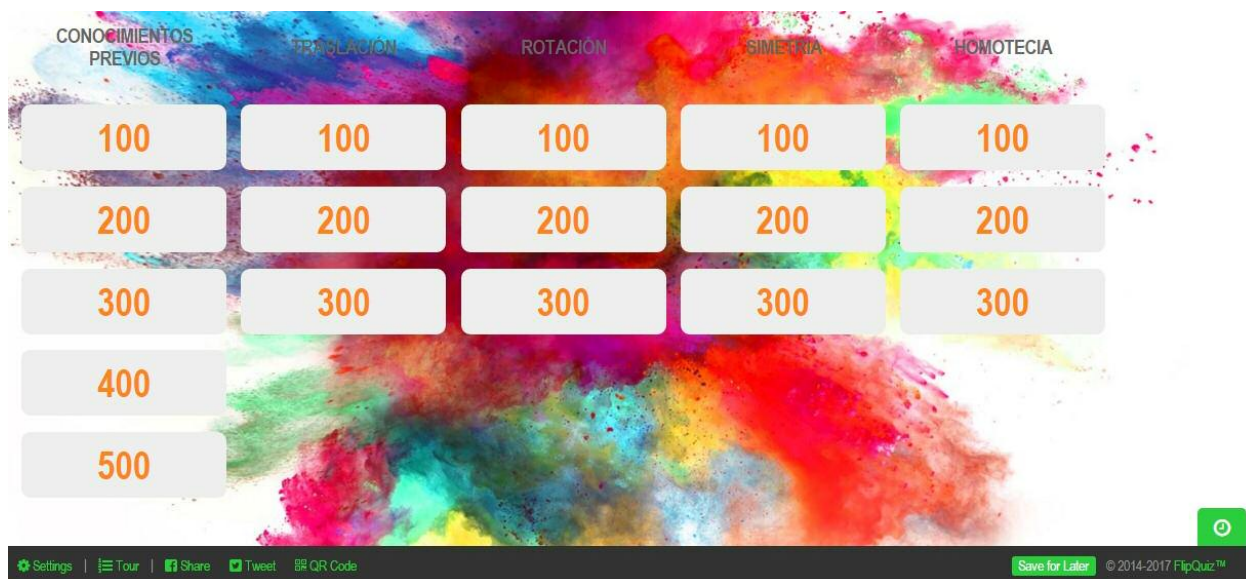 CONOCIMIENTOS
PREVIOS
TRASLACIÓN
ROTACIÓN
SIMETRIA
HOMOTECIA
100 100 100 100 100
200 200 200 200 200
300 300 300 300 300
400
500
Settings | Tour | Share Tweet QR Code
Save for Later © 2014-2017 FlipQuiz™